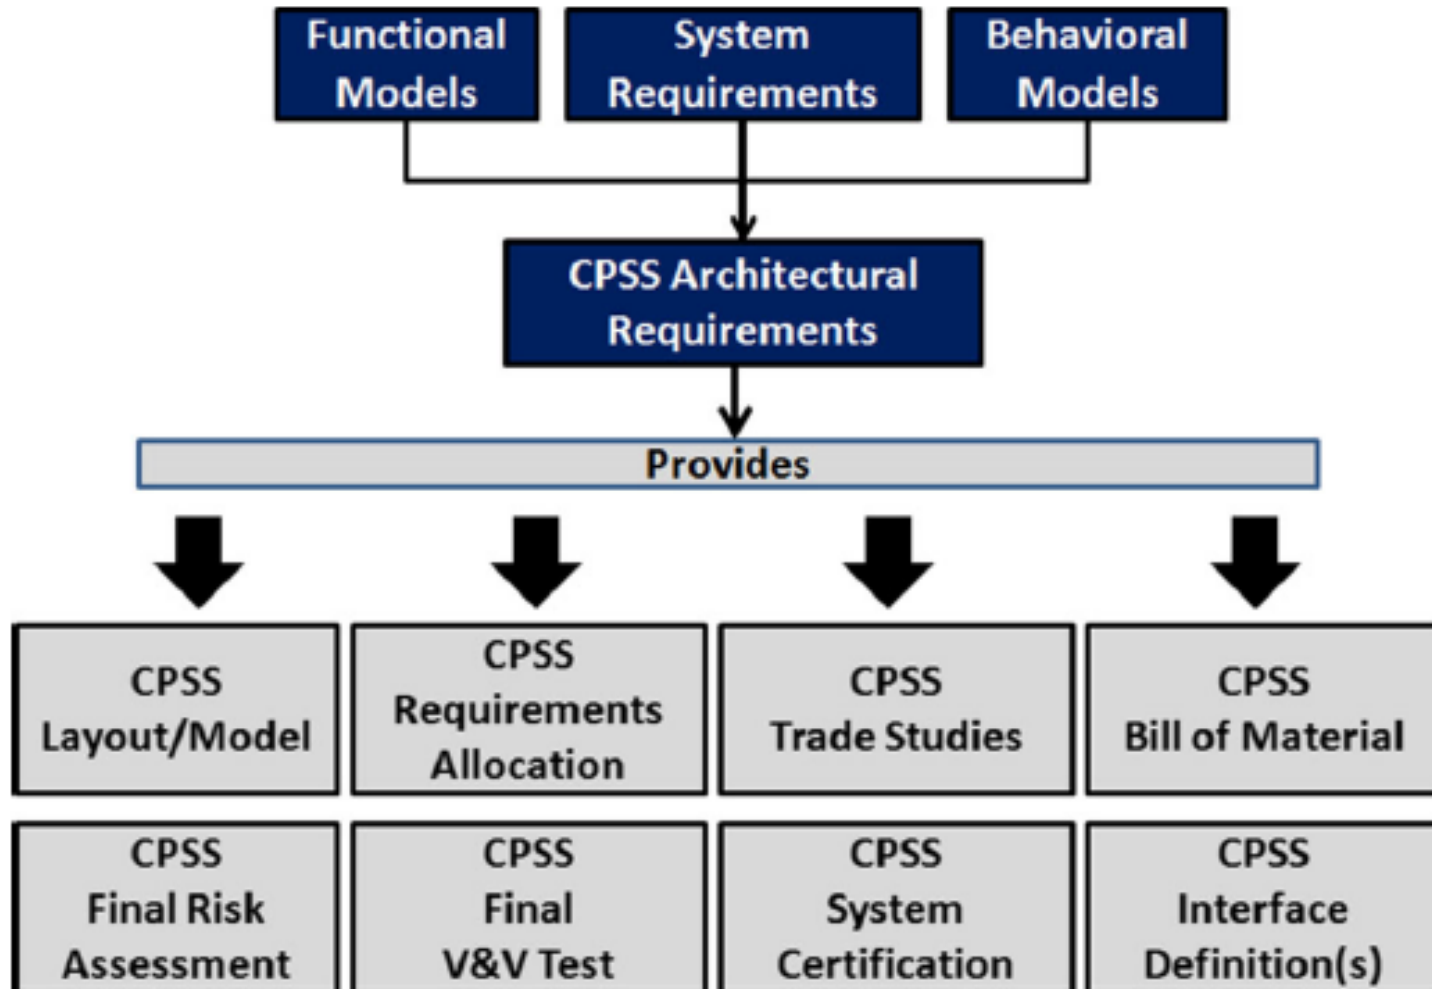 Functional
Models
System
Requirements
Behavioral
Models
CPSS Architectural
Requirements
Provides
CPSS
Layout/Model
CPSS
Requirements
Allocation
CPSS
Trade Studies
CPSS
Bill of Material
CPSS
Final Risk
Assessment
CPSS
Final
V&V Test
CPSS
System
Certification
CPSS
Interface
Definition(s)